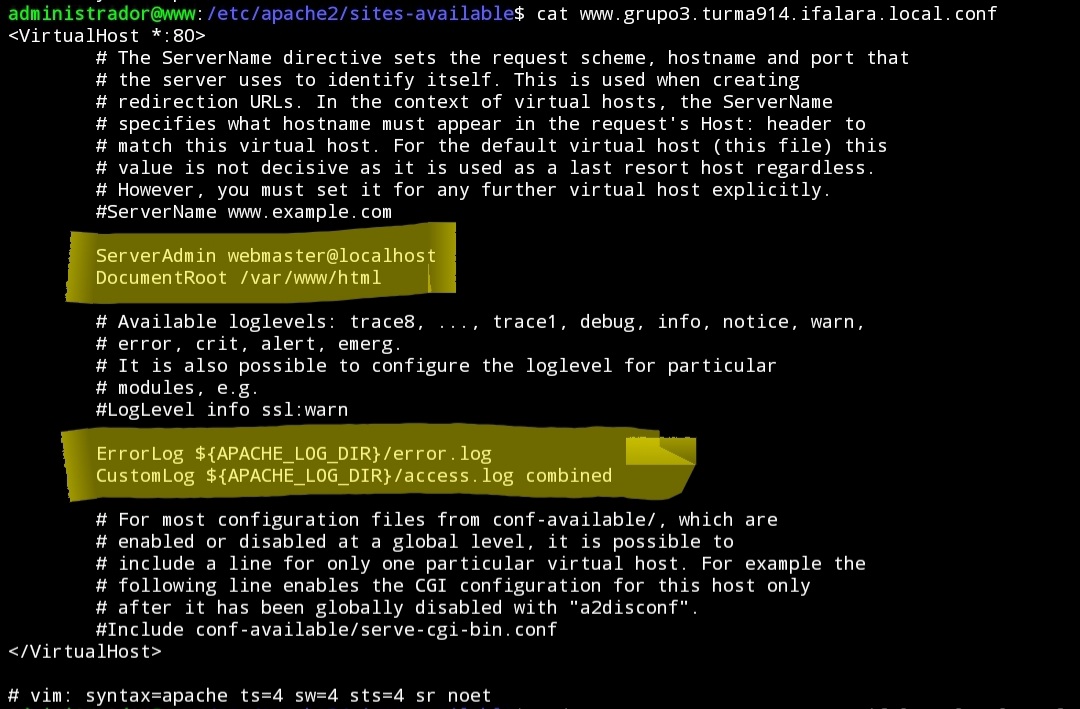 administrador@www:/etc/apache2/sites-available$ cat www.grupo3.turma914.ifalara.local.conf
<VirtualHost *:80>
# The ServerName directive sets the request scheme, hostname and port that
# the server uses to identify itself. This is used when creating
# redirection URLs. In the context of virtual hosts, the ServerName
# specifies what hostname must appear in the request's Host: header to
# match this virtual host. For the default virtual host (this file) this
# value is not decisive as it is used as a last resort host regardless.
# However, you must set it for any further virtual host explicitly.
#ServerName www.example.com
ServerAdmin webmaster@localhost
DocumentRoot /var/www/html
# Available loglevels: trace8, ..., trace1, debug, info, notice, warn,
# error, crit, alert, emerg.
# It is also possible to configure the loglevel for particular
# modules, e.g.
#LogLevel info ssl:warn
ErrorLog ${APACHE_LOG_DIR}/error.log
CustomLog ${APACHE_LOG_DIR}/access.log combined
# For most configuration files from conf-available/, which are
# enabled or disabled at a global level, it is possible to
# include a line for only one particular virtual host. For example the
# following line enables the CGI configuration for this host only
# after it has been globally disabled with "a2disconf".
#Include conf-available/serve-cgi-bin.conf
</VirtualHost>
# vim: syntax=apache ts=4 sw=4 sts=4 sr noet